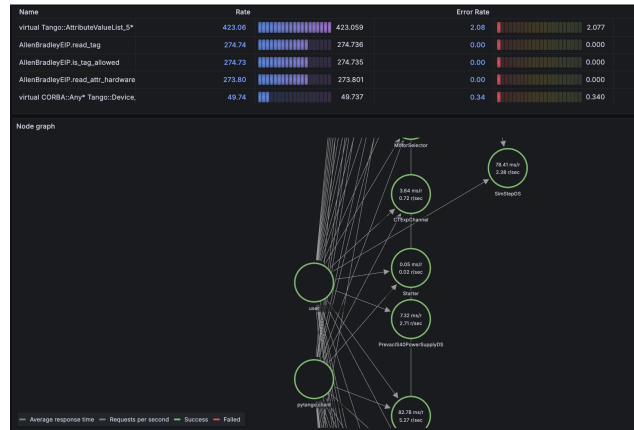 Name Rate Error Rate
virtual Tango::AttributeValueList_5* 423.06 423.059 2.08 2.077
AllenBradleyEIP.read_tag 274.74 274.736 0.00 0.000
AllenBradleyEIP.is_tag_allowed 274.73 274.735 0.00 0.000
AllenBradleyEIP.read_attr_hardware 273.80 273.801 0.00 0.000
virtual CORBA::Any* Tango::Device_ 49.74 49.737 0.34 0.340
Node graph
MotorSelector
78.41 ms/r
2.38 r/sec
SimStepDS
3.64 ms/r
0.72 r/sec
CTExpChannel
0.05 ms/r
0.02 r/sec
Starter
user
7.32 ms/r
2.71 r/sec
PrevacIS40PowerSupplyDS
pytango.client
82.78 ms/r
5.27 r/sec
Average response time Requests per second Success Failed